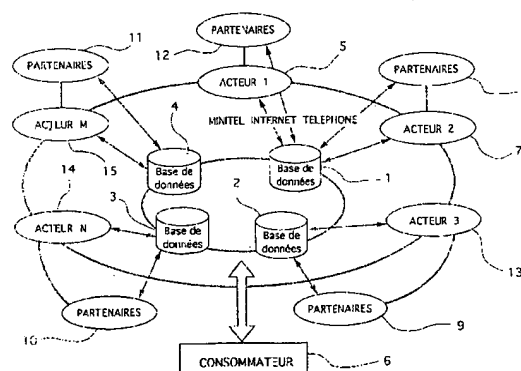 11
PARTENAIRES
12
PARTENAIRES
5
ACTEUR 1
PARTENAIRES
MINITEL INTERNET TELEPHONE
ACTEUR M
4
ACTEUR 2
7
14
15
Base de
données
Base de
données
1
3
2
ACTEUR N
Base de
données
Base de
données
ACTEUR 3
13
PARTENAIRES
10
PARTENAIRES
9
CONSOMMATEUR
6